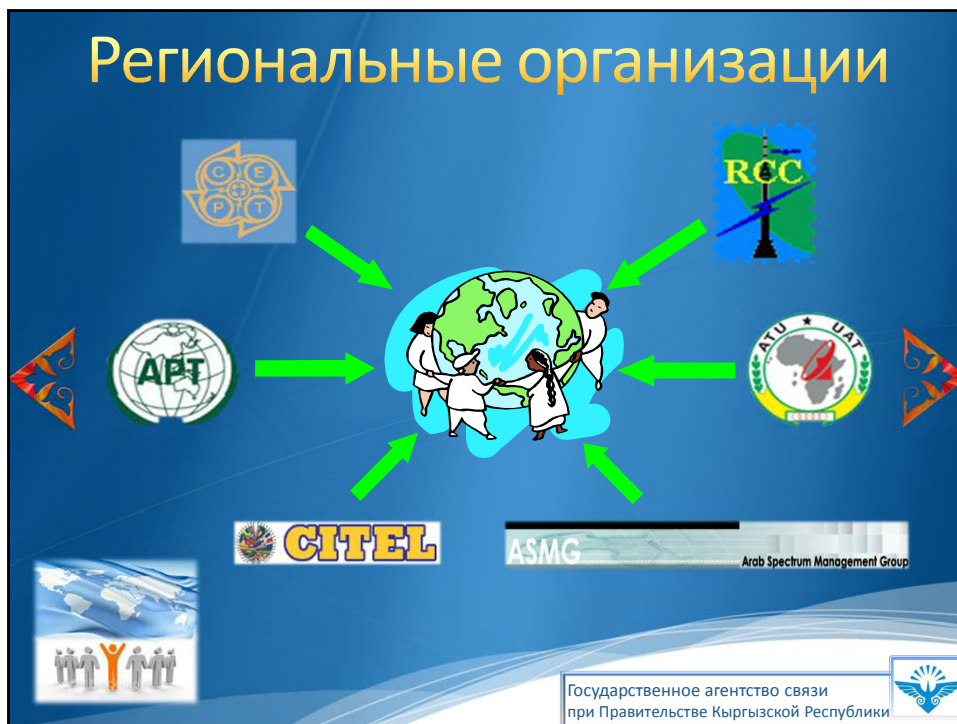 Региональные организации
CEPT
RCC
APT
ATU ★ UAT
CITEL
ASMG
Arab Spectrum Management Group
Государственное агентство связи
при Правительстве Кыргызской Республики